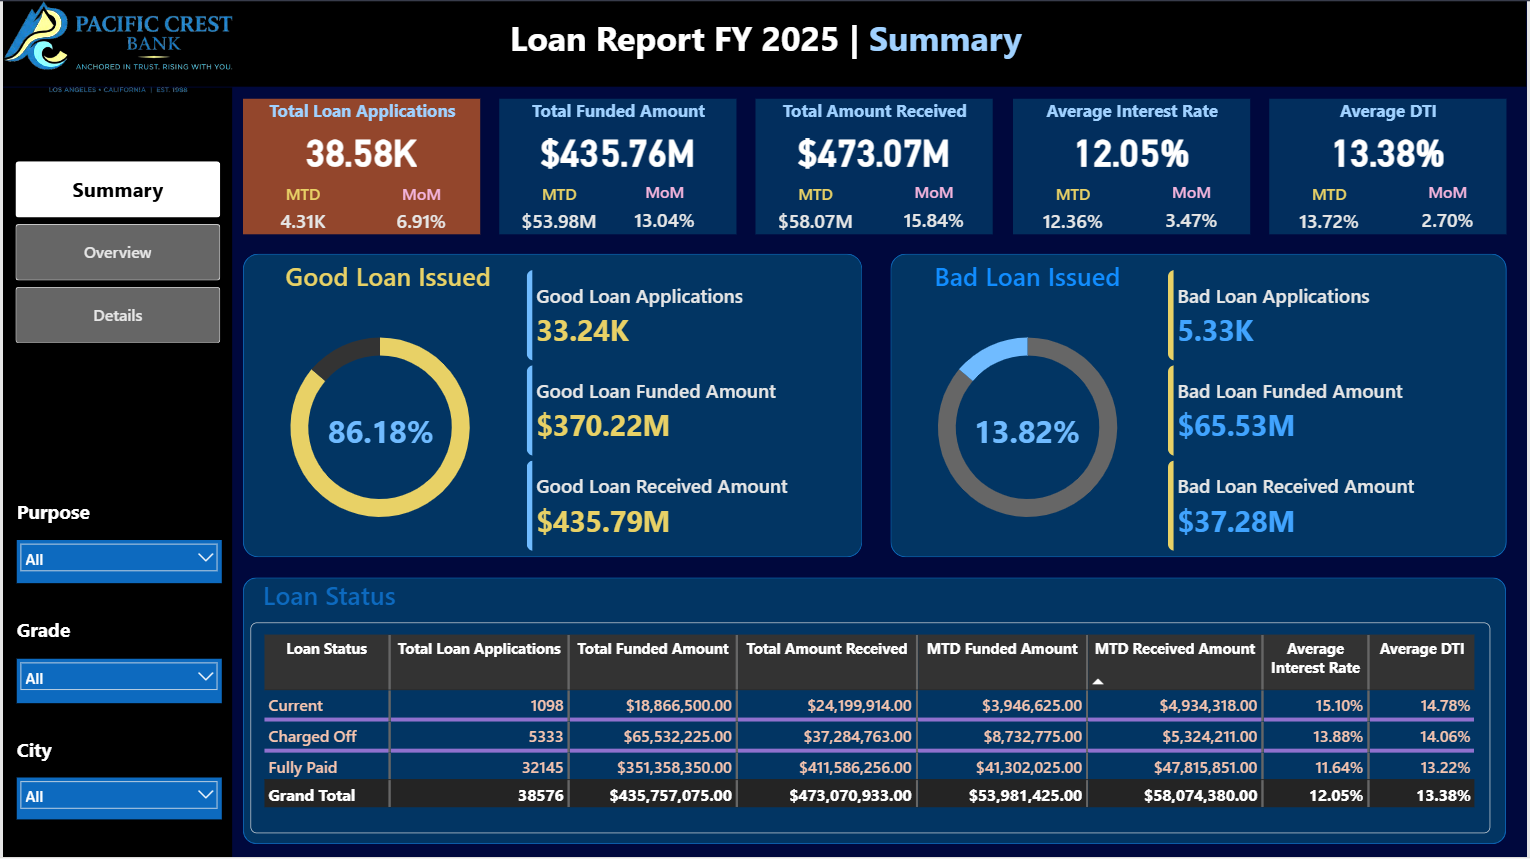 PACIFIC CREST
BANK
ANCHORED IN TRUST. RISING WITH YOU.
LOS ANGELES • CALIFORNIA | EST. 1988
Loan Report FY 2025 | Summary
Summary
Overview
Details
Purpose
All
Grade
All
City
All
Total Loan Applications
38.58K
MTD MoM
4.31K 6.91%
Total Funded Amount
$435.76M
MTD MoM
$53.98M 13.04%
Total Amount Received
$473.07M
MTD MoM
$58.07M 15.84%
Average Interest Rate
12.05%
MTD MoM
12.36% 3.47%
Average DTI
13.38%
MTD MoM
13.72% 2.70%
Good Loan Issued
86.18%
Good Loan Applications
33.24K
Good Loan Funded Amount
$370.22M
Good Loan Received Amount
$435.79M
Bad Loan Issued
13.82%
Bad Loan Applications
5.33K
Bad Loan Funded Amount
$65.53M
Bad Loan Received Amount
$37.28M
Loan Status
Loan Status Total Loan Applications Total Funded Amount Total Amount Received MTD Funded Amount MTD Received Amount Average Interest Rate Average DTI
Current 1098 $18,866,500.00 $24,199,914.00 $3,946,625.00 $4,934,318.00 15.10% 14.78%
Charged Off 5333 $65,532,225.00 $37,284,763.00 $8,732,775.00 $5,324,211.00 13.88% 14.06%
Fully Paid 32145 $351,358,350.00 $411,586,256.00 $41,302,025.00 $47,815,851.00 11.64% 13.22%
Grand Total 38576 $435,757,075.00 $473,070,933.00 $53,981,425.00 $58,074,380.00 12.05% 13.38%